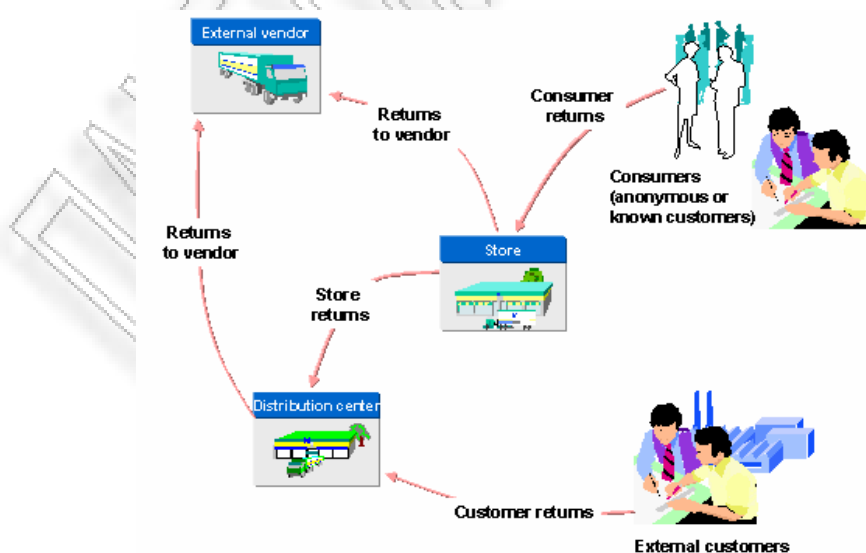 External vendor
Consumer
returns
Returns
to vendor
Consumers
(anonymous or
known customers)
Returns
to vendor
Store
Store
returns
Distribution center
Customer returns
External customers